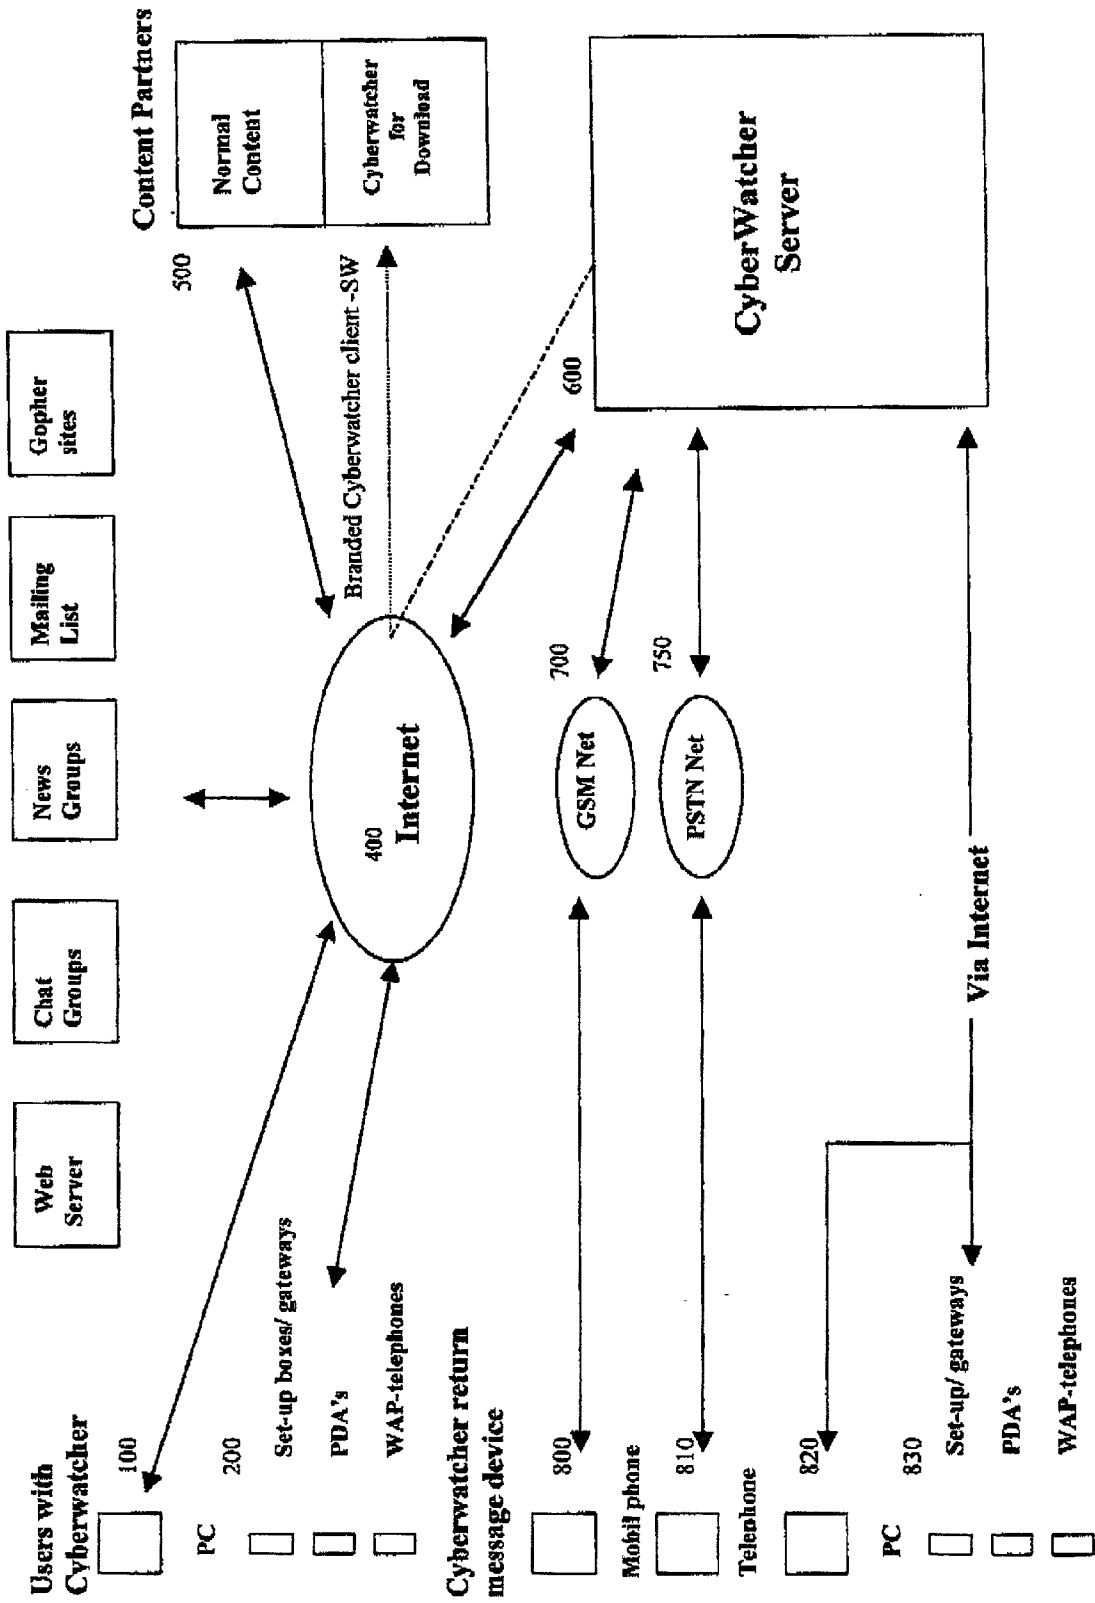 Users with
Cyberwatcher
100
PC
200
Set-up boxes/ gateways
PDA's
WAP-telephones
Web
Server
Chat
Groups
News
Groups
Mailing
List
Gopher
sites
400
Internet
Content Partners
500
Normal
Content
Cyberwatcher
for
Download
Branded Cyberwatcher client -SW
600
CyberWatcher
Server
700
GSM Net
750
PSTN Net
Cyberwatcher return
message device
800
Mobil phone
810
Telephone
820
PC
830
Set-up/ gateways
PDA's
WAP-telephones
Via Internet